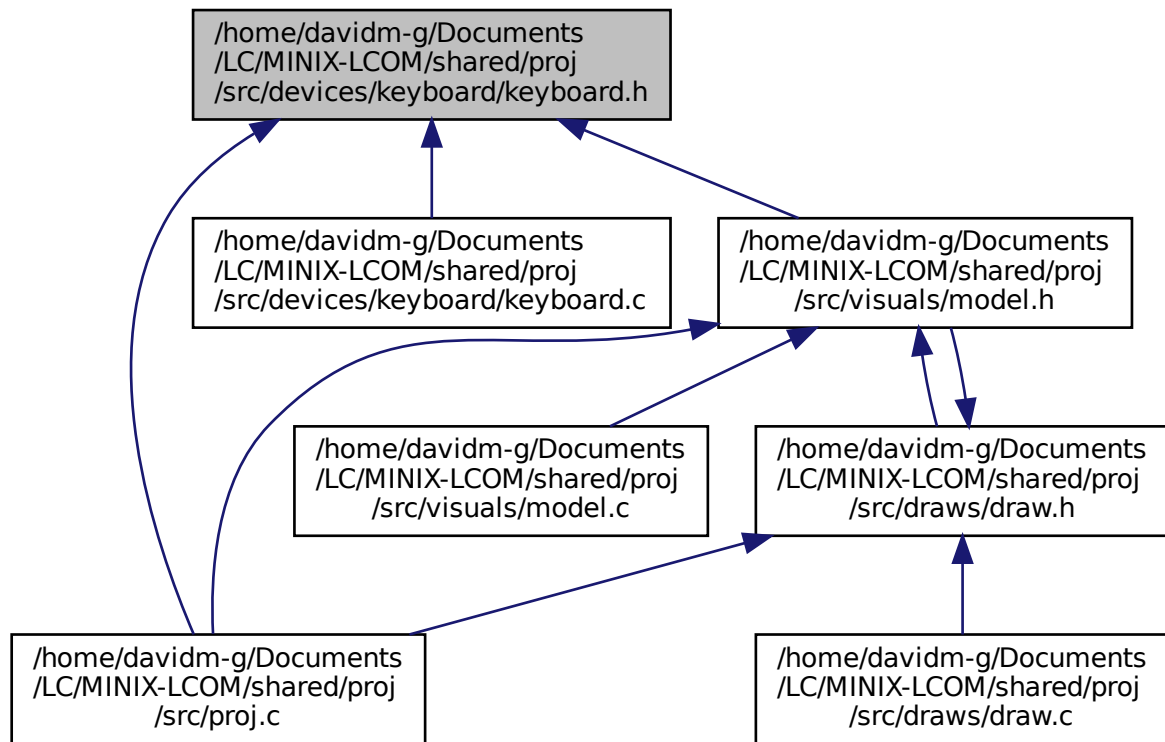 /home/davidm-g/Documents
/LC/MINIX-LCOM/shared/proj
/src/devices/keyboard/keyboard.h
/home/davidm-g/Documents
/LC/MINIX-LCOM/shared/proj
/src/devices/keyboard/keyboard.c
/home/davidm-g/Documents
/LC/MINIX-LCOM/shared/proj
/src/visuals/model.h
/home/davidm-g/Documents
/LC/MINIX-LCOM/shared/proj
/src/visuals/model.c
/home/davidm-g/Documents
/LC/MINIX-LCOM/shared/proj
/src/draws/draw.h
/home/davidm-g/Documents
/LC/MINIX-LCOM/shared/proj
/src/proj.c
/home/davidm-g/Documents
/LC/MINIX-LCOM/shared/proj
/src/draws/draw.c